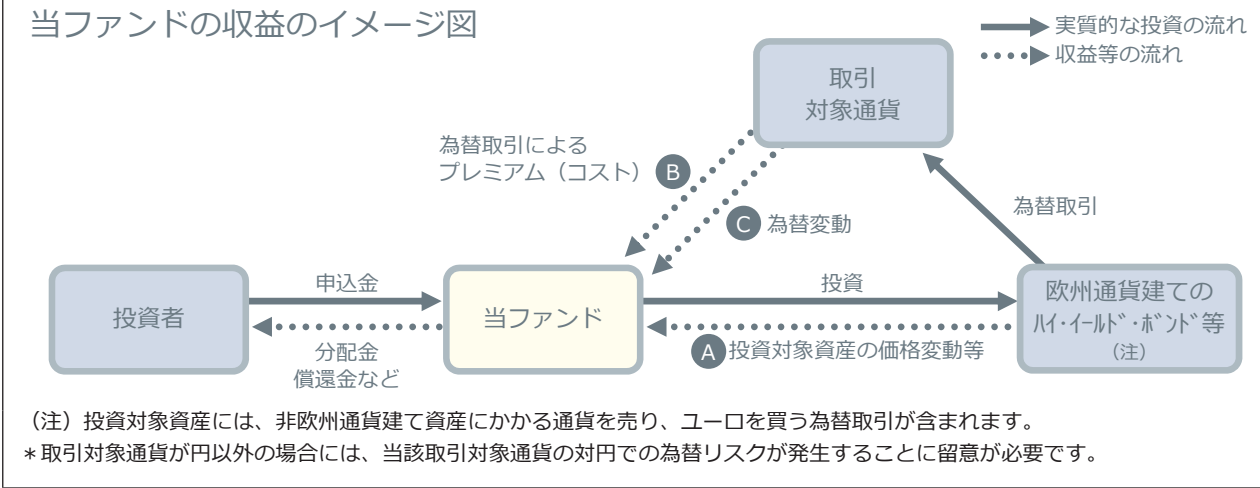 当ファンドの収益のイメージ図
実質的な投資の流れ
収益等の流れ
取引
対象通貨
為替取引による
プレミアム（コスト）
B
C
為替変動
為替取引
投資者
申込金
分配金
償還金など
当ファンド
投資
A
投資対象資産の価格変動等
欧州通貨建ての
ﾊｲ･ｲｰﾙﾄﾞ･ﾎﾞﾝﾄﾞ等
（注）
（注）投資対象資産には、非欧州通貨建て資産にかかる通貨を売り、ユーロを買う為替取引が含まれます。
＊取引対象通貨が円以外の場合には、当該取引対象通貨の対円での為替リスクが発生することに留意が必要です。